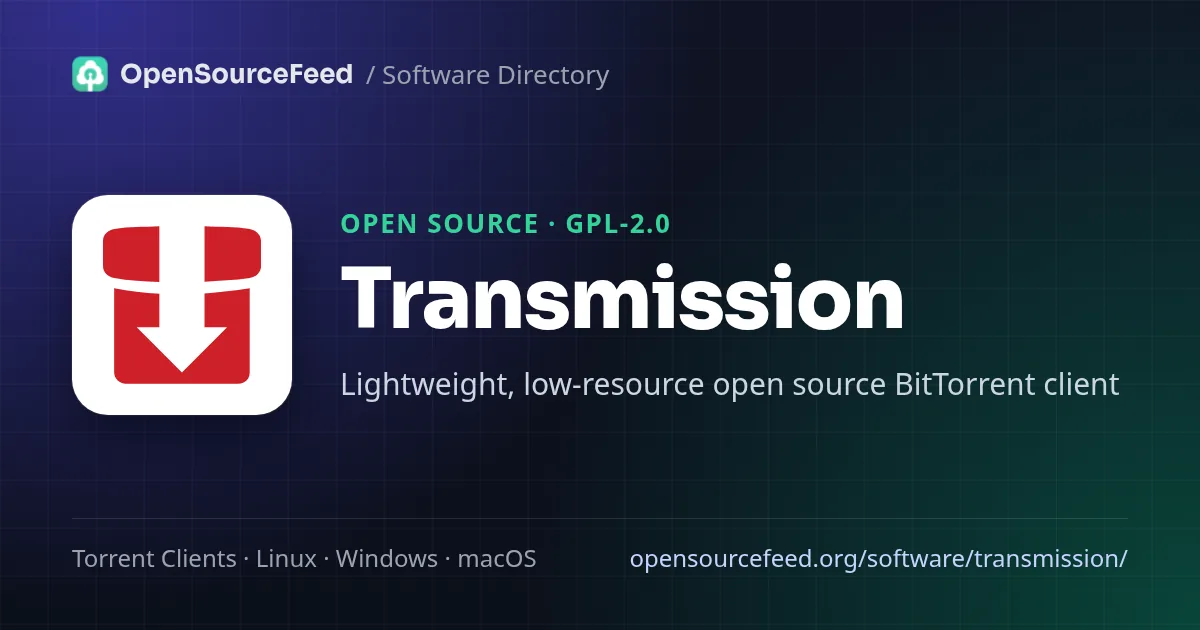 OpenSourceFeed / Software Directory
OPEN SOURCE · GPL-2.0
Transmission
Lightweight, low-resource open source BitTorrent client
Torrent Clients · Linux · Windows · macOS
opensourcefeed.org/software/transmission/